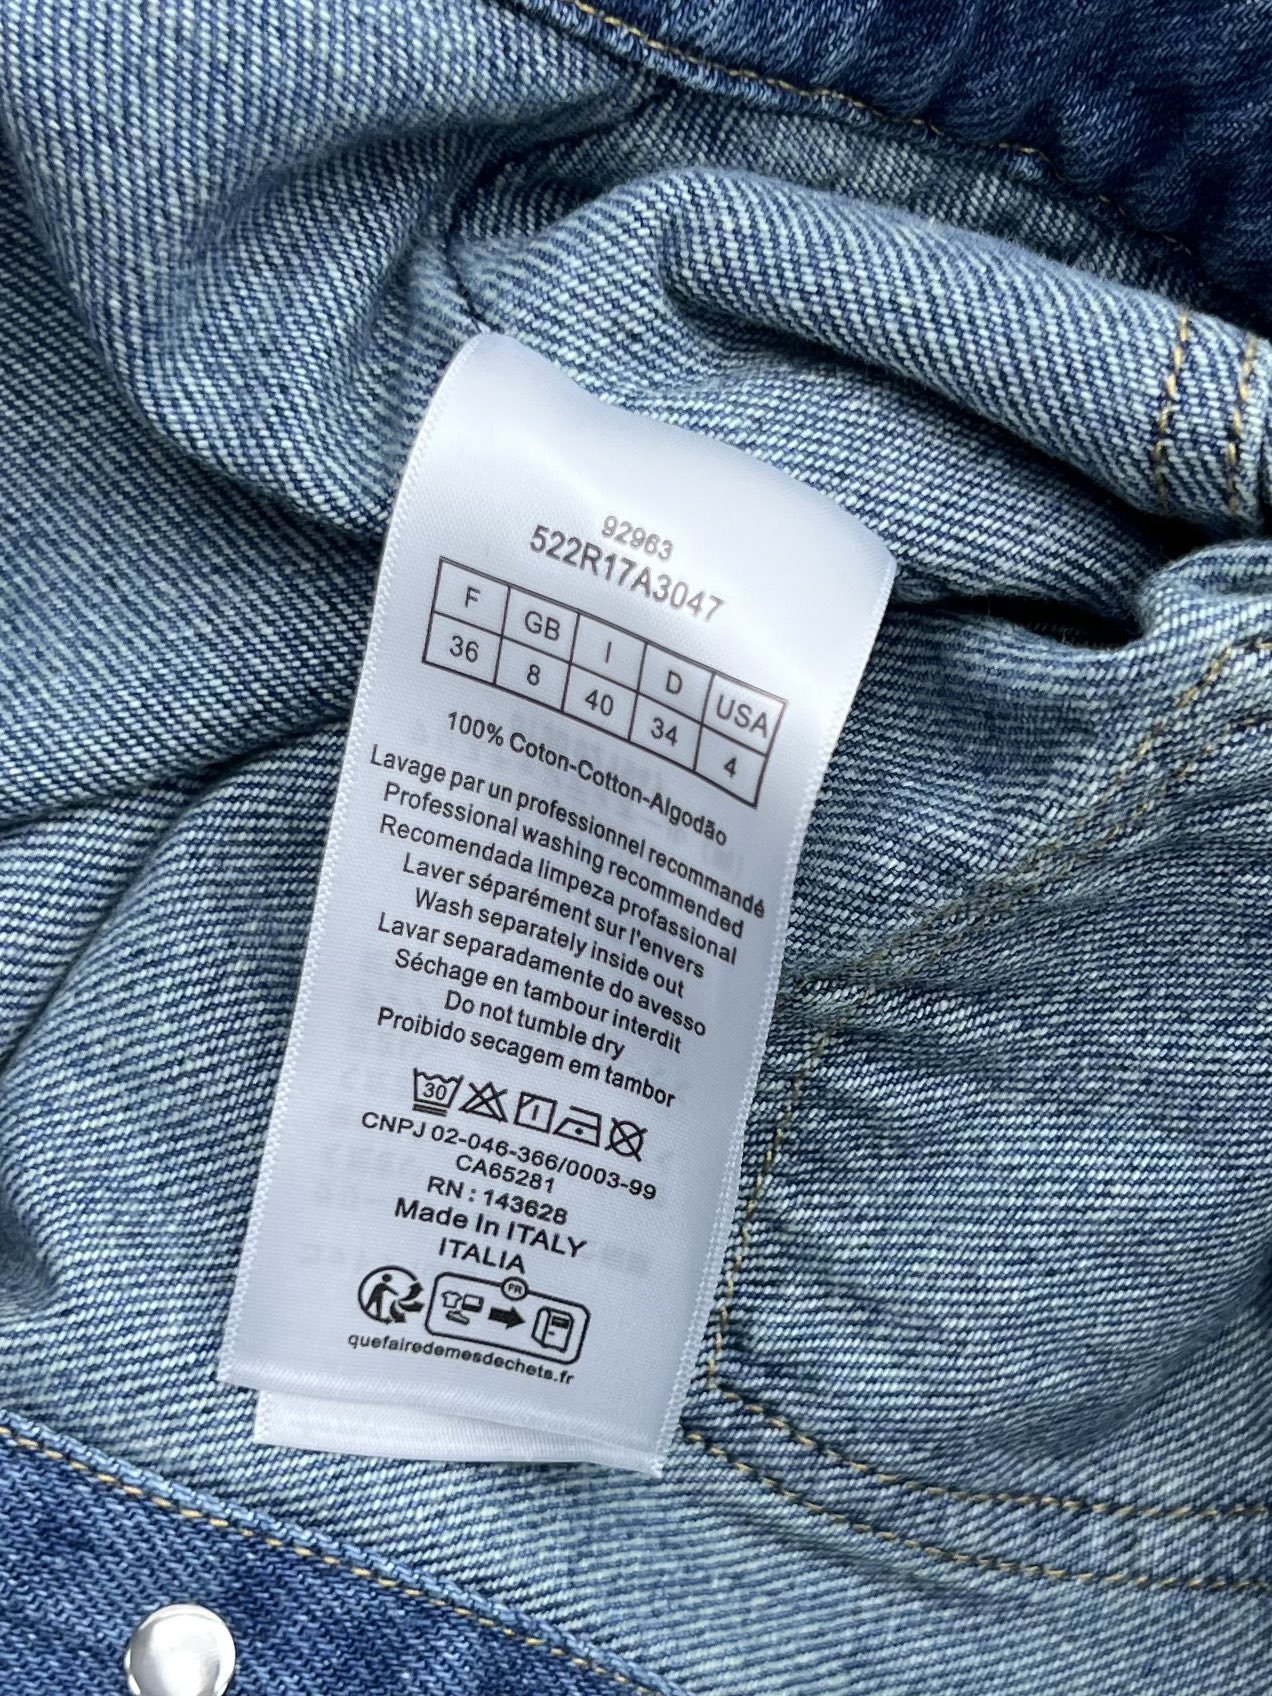 92963
522R17A3047
F GB I D USA
36 8 40 34 4
100% Coton-Cotton-Algodão
Lavage par un professionnel recommandé
Professional washing recommended
Recomendada limpeza profassional
Laver séparément sur l'envers
Wash separately inside out
Lavar separadamente do avesso
Séchage en tambour interdit
Do not tumble dry
Proibido secagem em tambor
30
CNPJ 02-046-366/0003-99
CA65281
RN : 143628
Made In ITALY
ITALIA
FR
quefairedemesdechets.fr